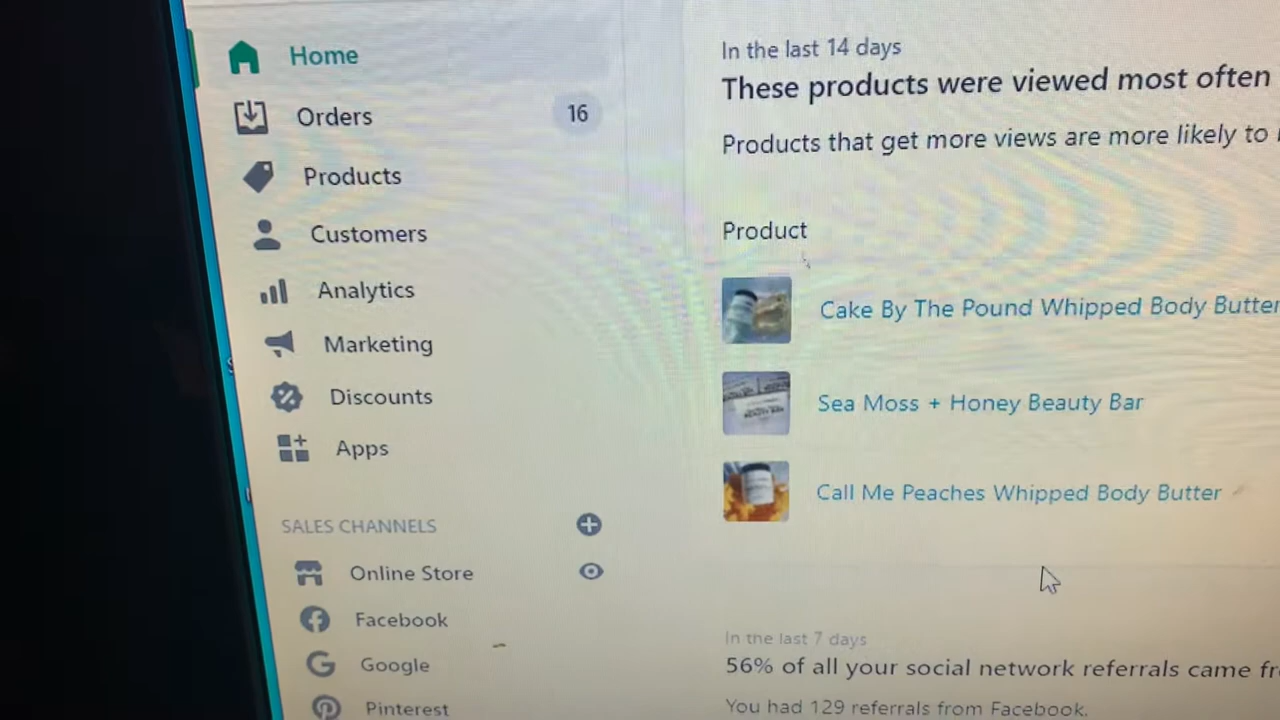 Home
Orders 16
Products
Customers
Analytics
Marketing
Discounts
Apps
SALES CHANNELS
Online Store
Facebook
Google
Pinterest
In the last 14 days
These products were viewed most often
Products that get more views are more likely to
Product
Cake By The Pound Whipped Body Butter
Sea Moss + Honey Beauty Bar
Call Me Peaches Whipped Body Butter
In the last 7 days
56% of all your social network referrals came
You had 129 referrals from Facebook.